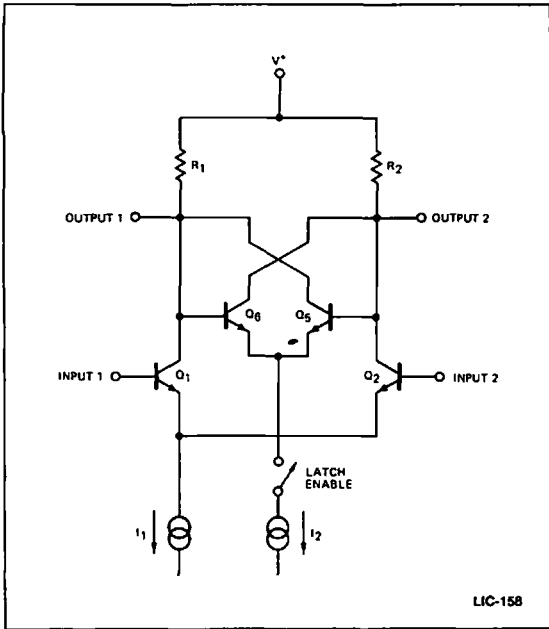 V+
R1
R2
OUTPUT 1
OUTPUT 2
Q6
Q5
INPUT 1
Q1
Q2
INPUT 2
LATCH
ENABLE
I1
I2
LIC-158